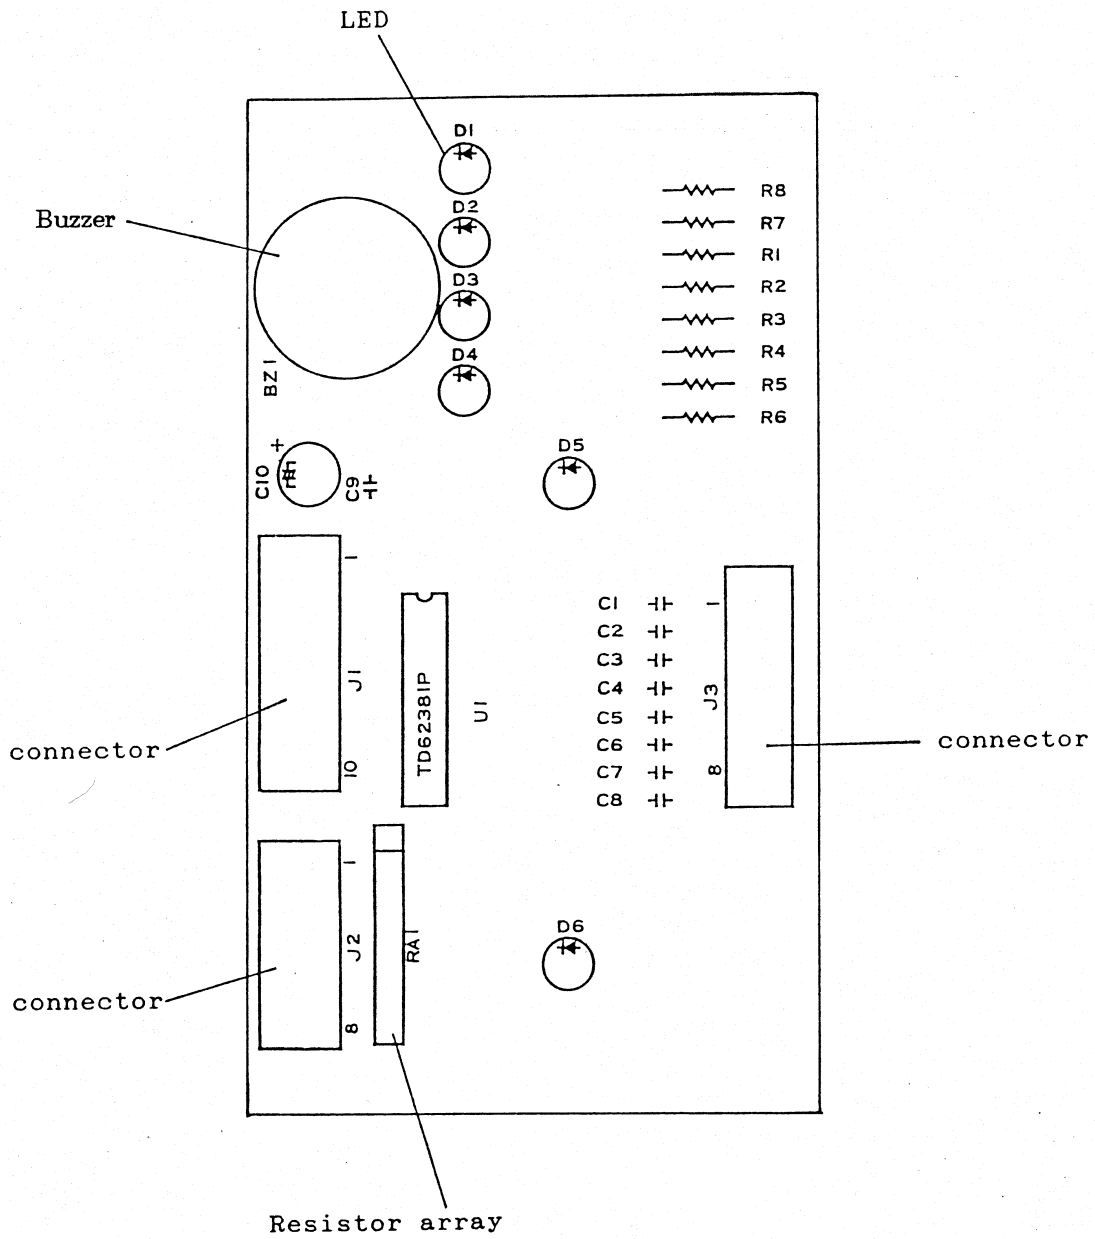 LED
D1
R8
D2
R7
Buzzer
R1
D3
R2
R3
D4
R4
BZ1
R5
R6
D5
+
C10
C9
1
C1
1
C2
C3
J1
TD62381P
U1
C4
J3
C5
connector
C6
connector
10
C7
8
C8
1
D6
J2
RA1
connector
8
Resistor array